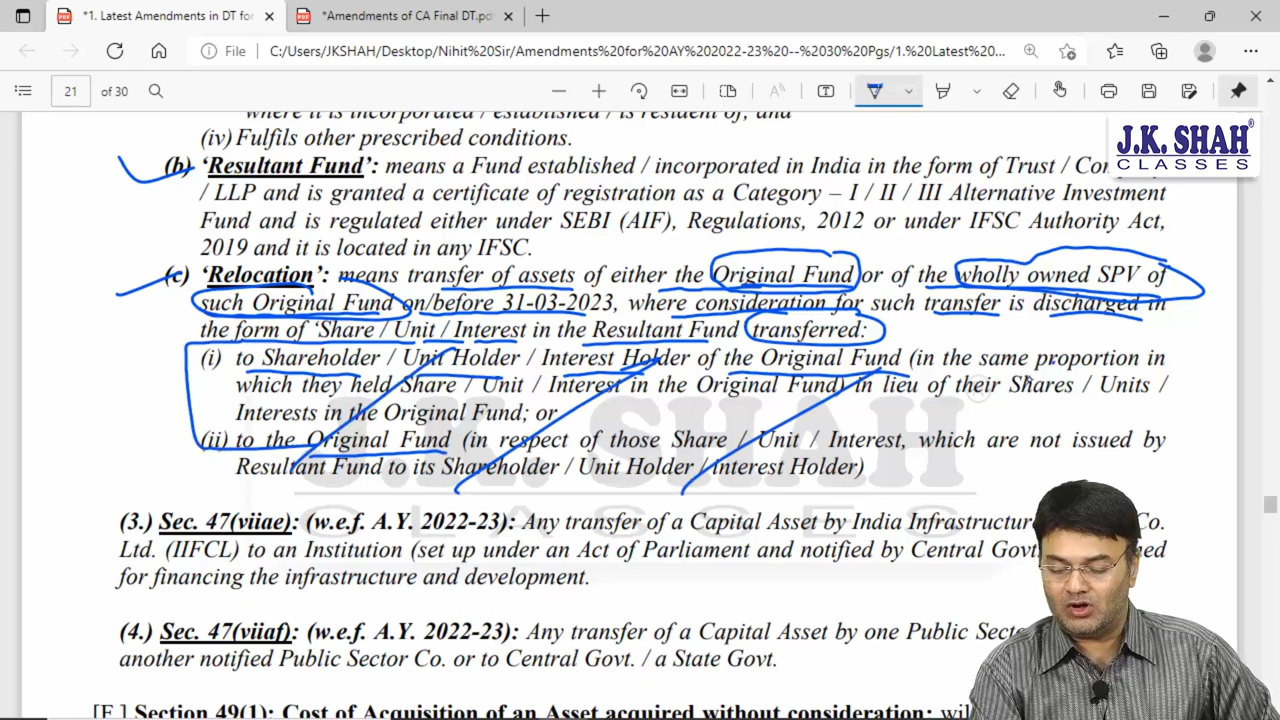 *1. Latest Amendments in DT for
*Amendments of CA Final DT.pd
File
C:/Users/JKSHAH/Desktop/Nihit%20Sir/Amendments%20for%20AY%202022-23%20--%2030%20Pgs/1.%20Latest%20...
21
of 30
J.K. SHAH®
CLASSES
where it is incorporated / established / is resident of; and
(iv) Fulfils other prescribed conditions.
(b) ‘Resultant Fund’: means a Fund established / incorporated in India in the form of Trust /
/ LLP and is granted a certificate of registration as a Category – I / II / III Alternative Investment
Fund and is regulated either under SEBI (AIF), Regulations, 2012 or under IFSC Authority Act,
2019 and it is located in any IFSC.
(c) ‘Relocation’: means transfer of assets of either the Original Fund or of the wholly owned SPV of
such Original Fund on/before 31-03-2023, where consideration for such transfer is discharged in
the form of ‘Share / Unit / Interest in the Resultant Fund transferred:
(i) to Shareholder / Unit Holder / Interest Holder of the Original Fund (in the same proportion in
which they held Share / Unit / Interest in the Original Fund) in lieu of their Shares / Units /
Interests in the Original Fund; or
(ii) to the Original Fund (in respect of those Share / Unit / Interest, which are not issued by
Resultant Fund to its Shareholder / Unit Holder / interest Holder)
J.K. SHAH®
CLASSES
(3.) Sec. 47(viiae): (w.e.f. A.Y. 2022-23): Any transfer of a Capital Asset by India Infrastructure Co.
Ltd. (IIFCL) to an Institution (set up under an Act of Parliament and notified by Central Govt.
for financing the infrastructure and development.
(4.) Sec. 47(viiaf): (w.e.f. A.Y. 2022-23): Any transfer of a Capital Asset by one Public
another notified Public Sector Co. or to Central Govt. / a State Govt.
[F.] Section 49(1): Cost of Acquisition of an Asset acquired without consideration: